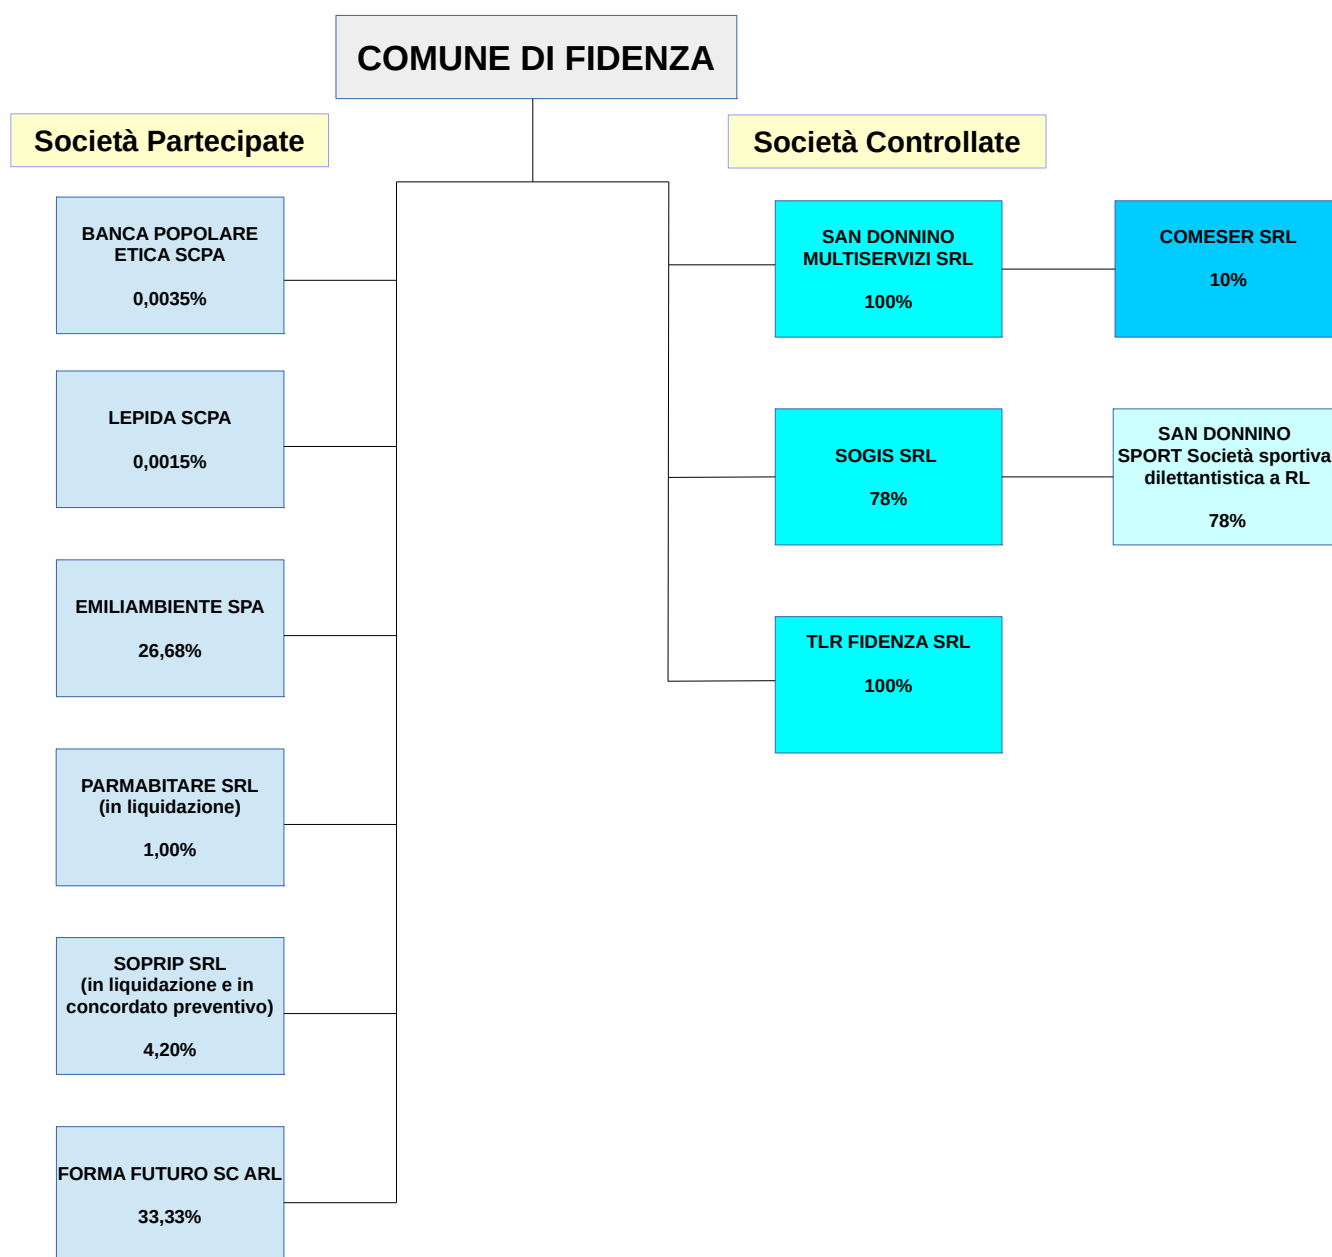 COMUNE DI FIDENZA
Società Partecipate
BANCA POPOLARE
ETICA SCPA
0,0035%
LEPIDA SCPA
0,0015%
EMILIAMBIENTE SPA
26,68%
PARMABITARE SRL
(in liquidazione)
1,00%
SOPRIP SRL
(in liquidazione e in
concordato preventivo)
4,20%
FORMA FUTURO SC ARL
33,33%
Società Controllate
SAN DONNINO
MULTISERVIZI SRL
100%
COMESER SRL
10%
SOGIS SRL
78%
SAN DONNINO
SPORT Società sportiva
dilettantistica a RL
78%
TLR FIDENZA SRL
100%